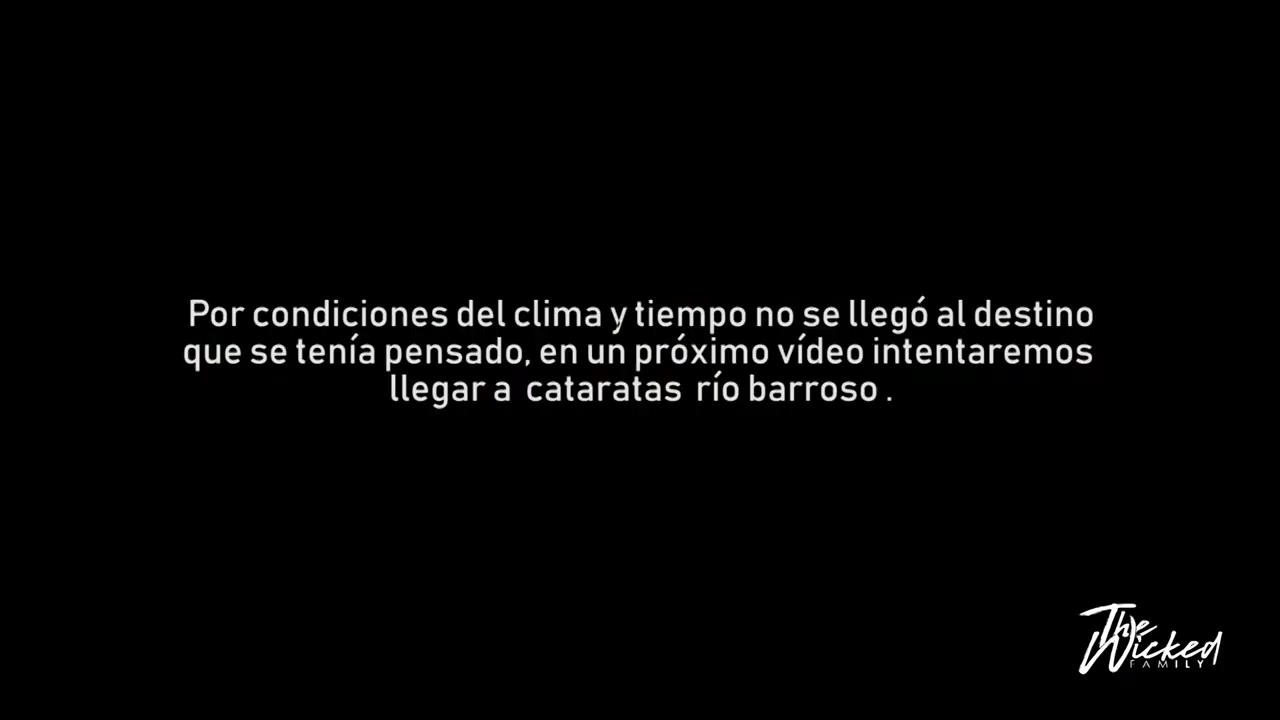 Por condiciones del clima y tiempo no se llegó al destino
que se tenía pensado, en un próximo vídeo intentaremos
llegar a cataratas río barroso .
The
Wicked
FAMILY